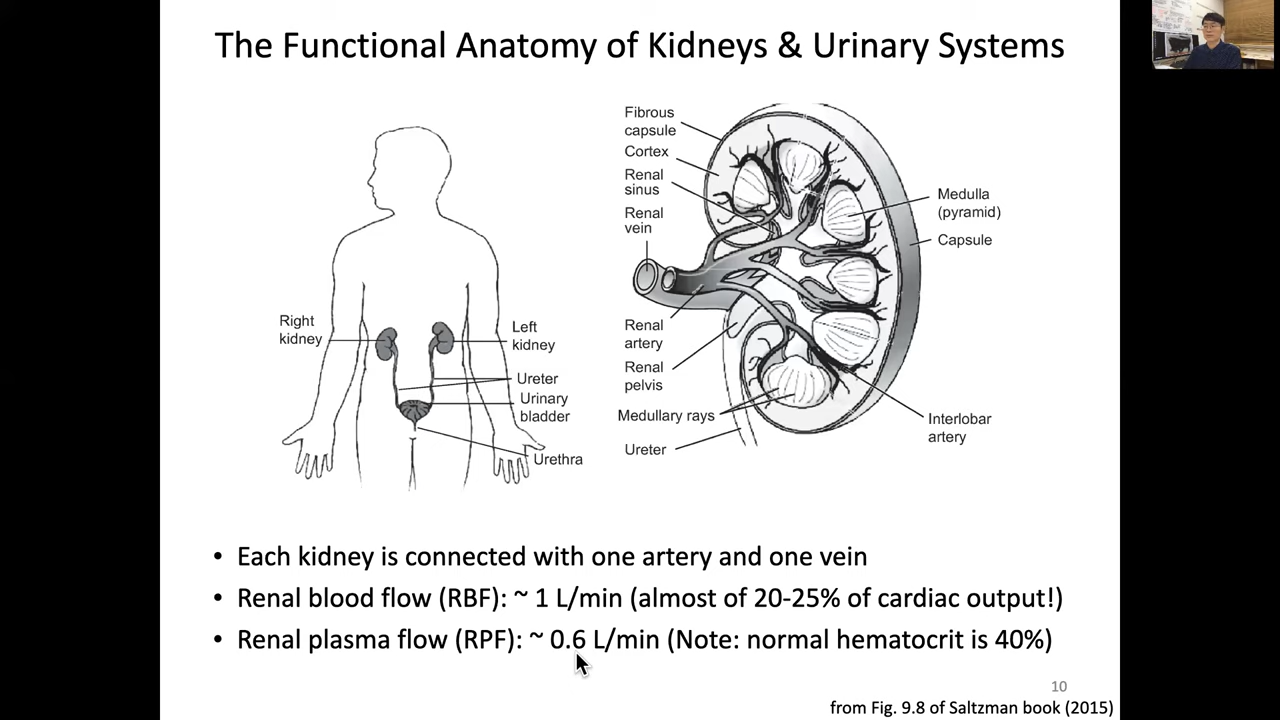 The Functional Anatomy of Kidneys & Urinary Systems
Right
kidney
Left
kidney
Ureter
Urinary
bladder
Urethra
Fibrous
capsule
Cortex
Renal
sinus
Renal
vein
Renal
artery
Renal
pelvis
Medullary rays
Ureter
Medulla
(pyramid)
Capsule
Interlobar
artery
• Each kidney is connected with one artery and one vein
• Renal blood flow (RBF): ~ 1 L/min (almost of 20-25% of cardiac output!)
• Renal plasma flow (RPF): ~ 0.6 L/min (Note: normal hematocrit is 40%)
10
from Fig. 9.8 of Saltzman book (2015)